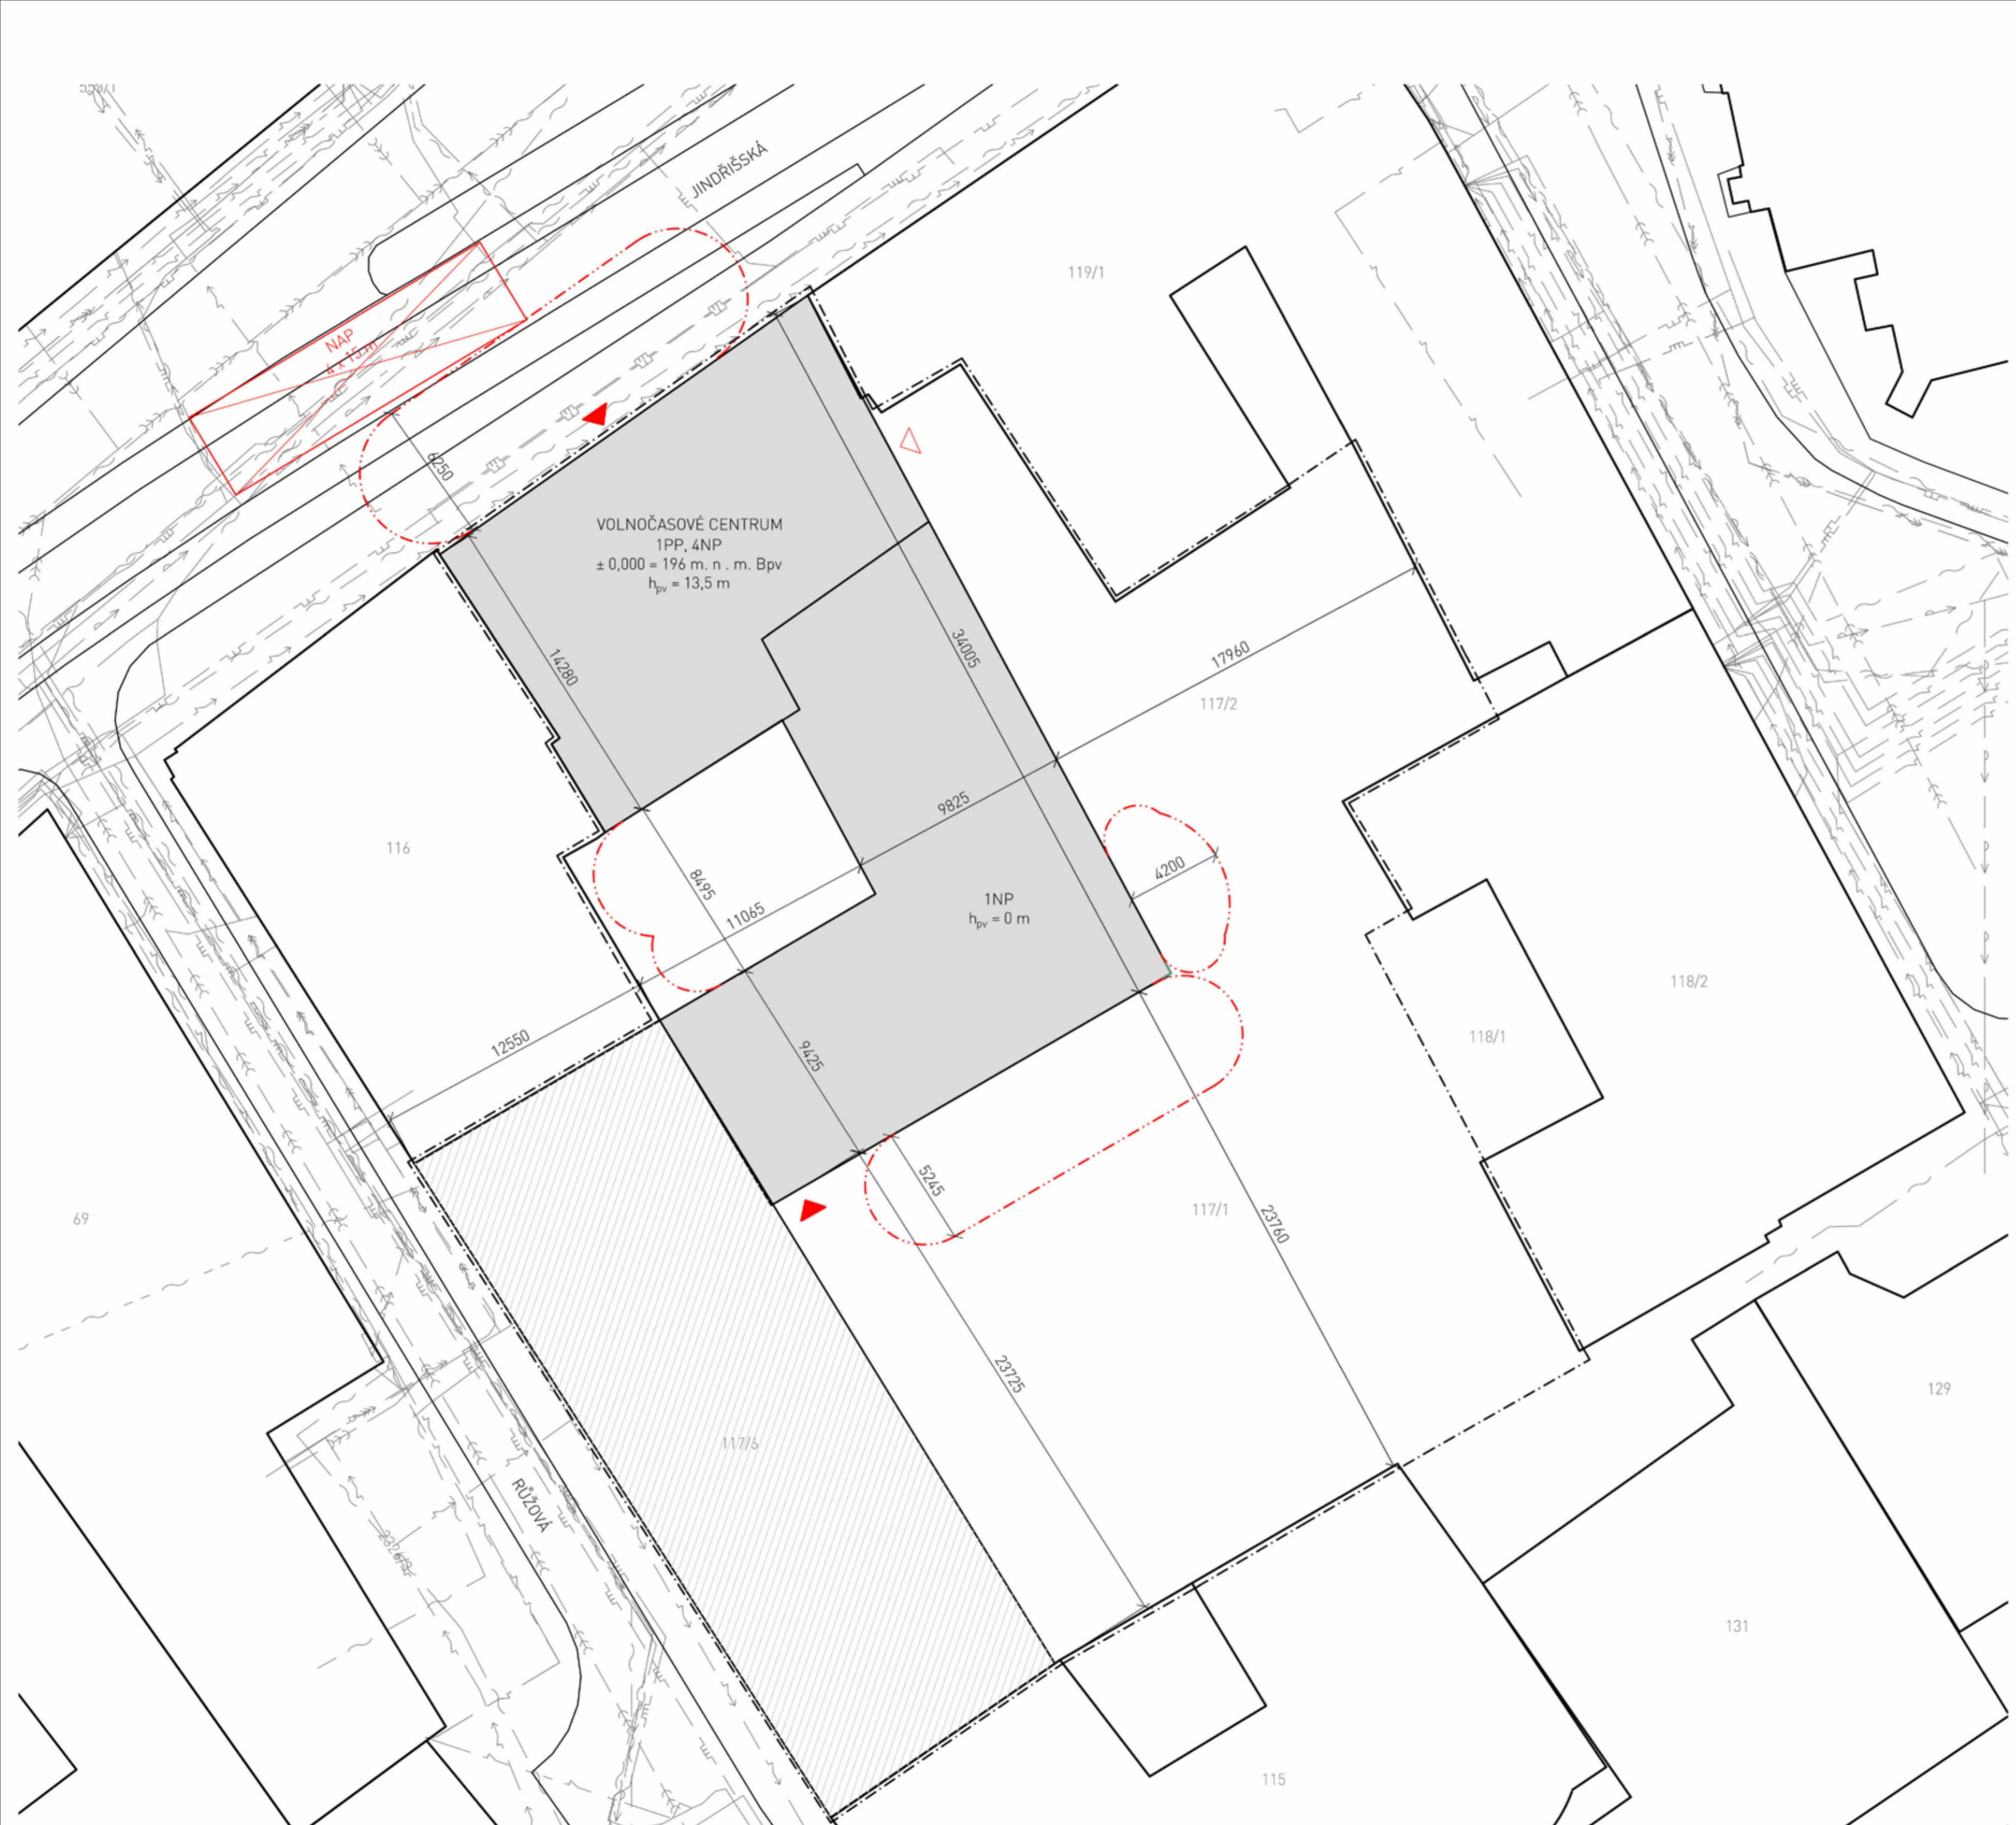 JINDŘIŠSKÁ
119/1
NAP
4 x 15 m
6250
VOLNOČASOVÉ CENTRUM
1PP, 4NP
± 0,000 = 196 m. n . m. Bpv
hpv = 13,5 m
14280
34005
17960
117/2
9825
116
8495
11065
4200
1NP
hpv = 0 m
118/2
12550
9425
118/1
5245
117/1
23760
69
23725
129
RŮŽOVÁ
131
115